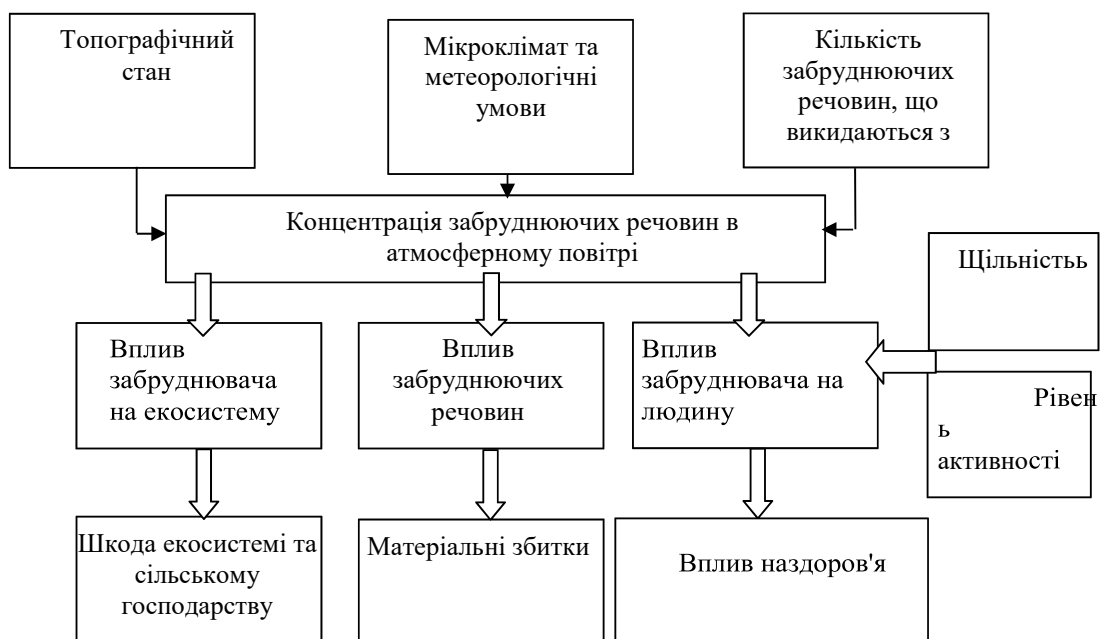 Топографічний
стан
Мікроклімат та
метеорологічні
умови
Кількість
забруднюючих
речовин, що
викидаються з
Концентрація забруднюючих речовин в
атмосферному повітрі
Щільністьь
Вплив
забруднювача
на екосистему
Вплив
забруднюючих
речовин
Вплив
забруднювача на
людину
Рівен
ь
активності
Шкода екосистемі та
сільському
господарству
Матеріальні збитки
Вплив наздоров'я